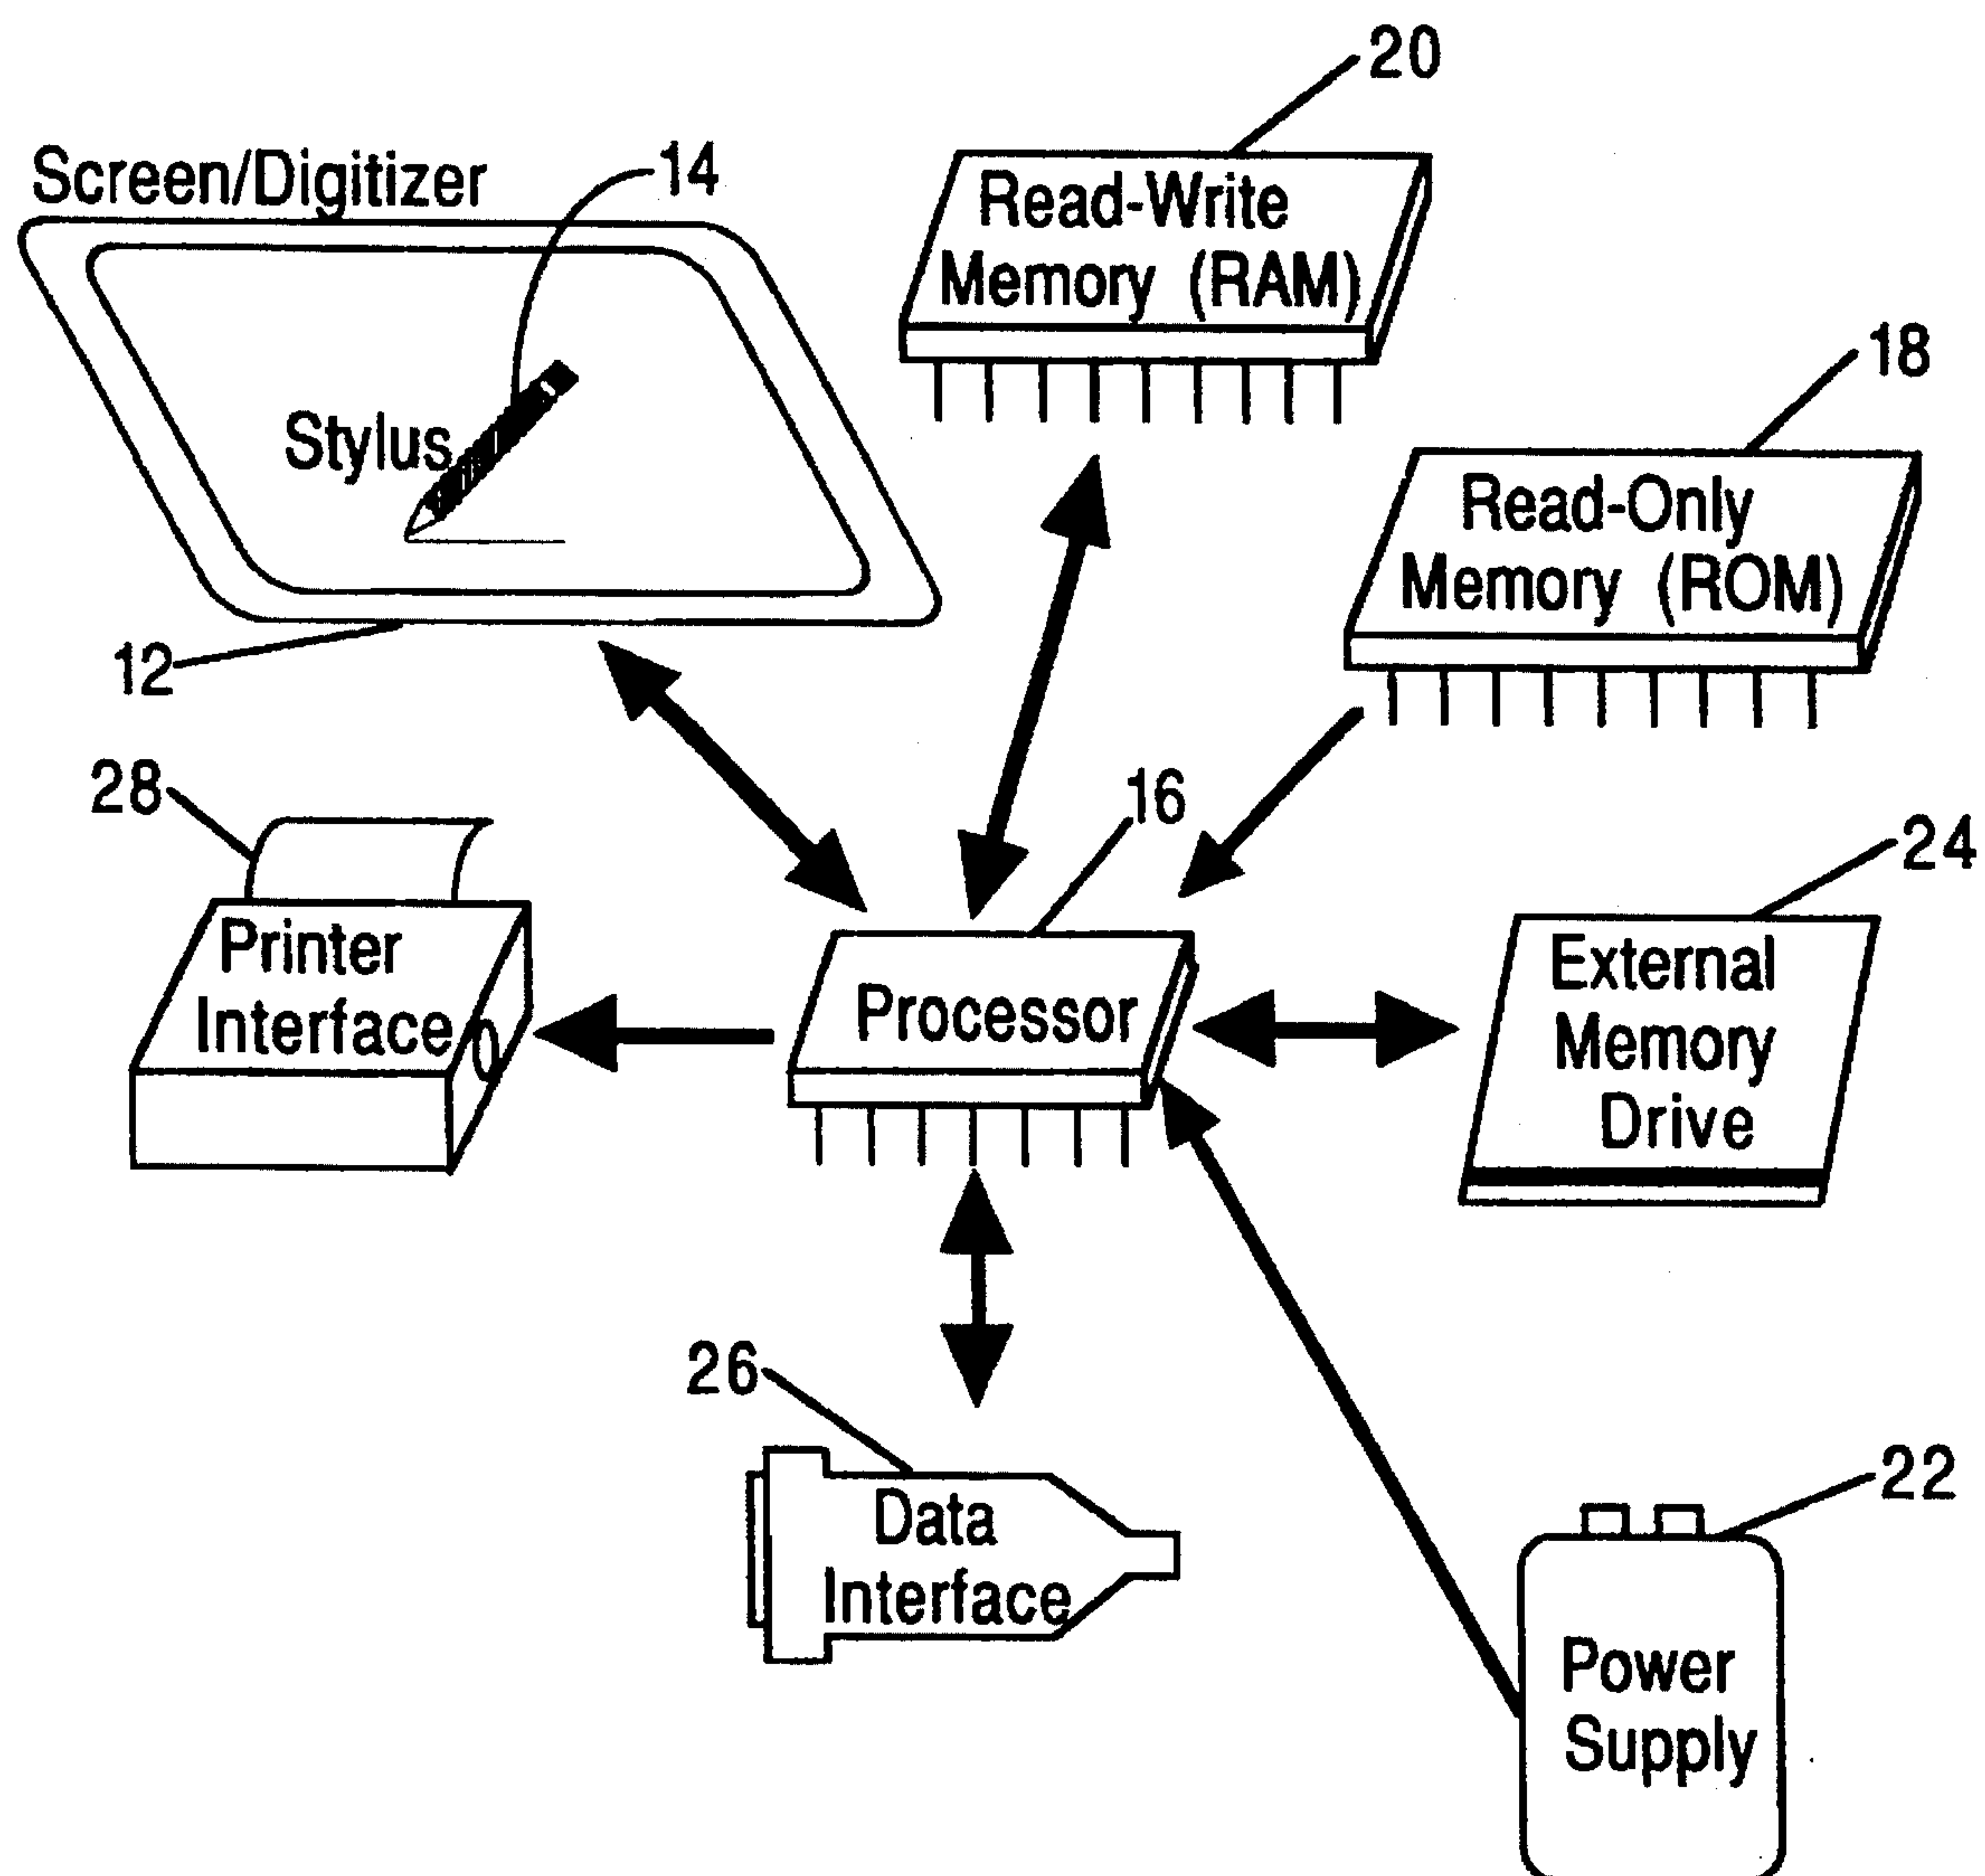 20
Screen/Digitizer
14
Read-Write
Memory (RAM)
18
Stylus
Read-Only
Memory (ROM)
12
28
16
24
Printer
Interface
Processor
External
Memory
Drive
26
Data
Interface
22
Power
Supply